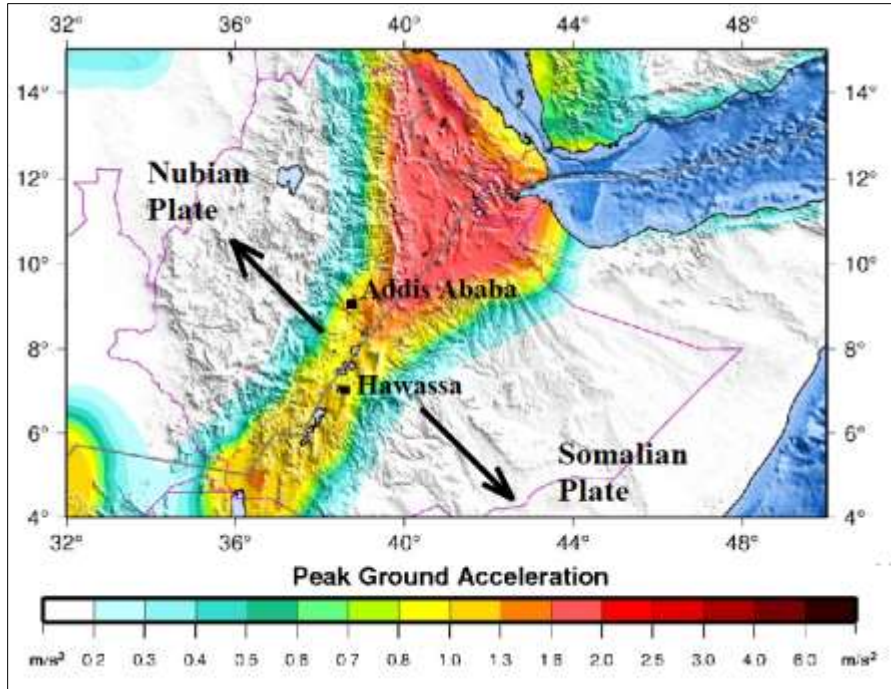 32° 36° 40° 44° 48°
14° 14°
12° 12°
Nubian
Plate
10° 10°
Addis Ababa
8° 8°
Hawassa
6° 6°
Somalian
Plate
4° 4°
32° 36° 40° 44° 48°
Peak Ground Acceleration
m/s² 0.2 0.3 0.4 0.5 0.6 0.7 0.8 1.0 1.3 1.6 2.0 2.5 3.0 4.0 6.0 m/s²